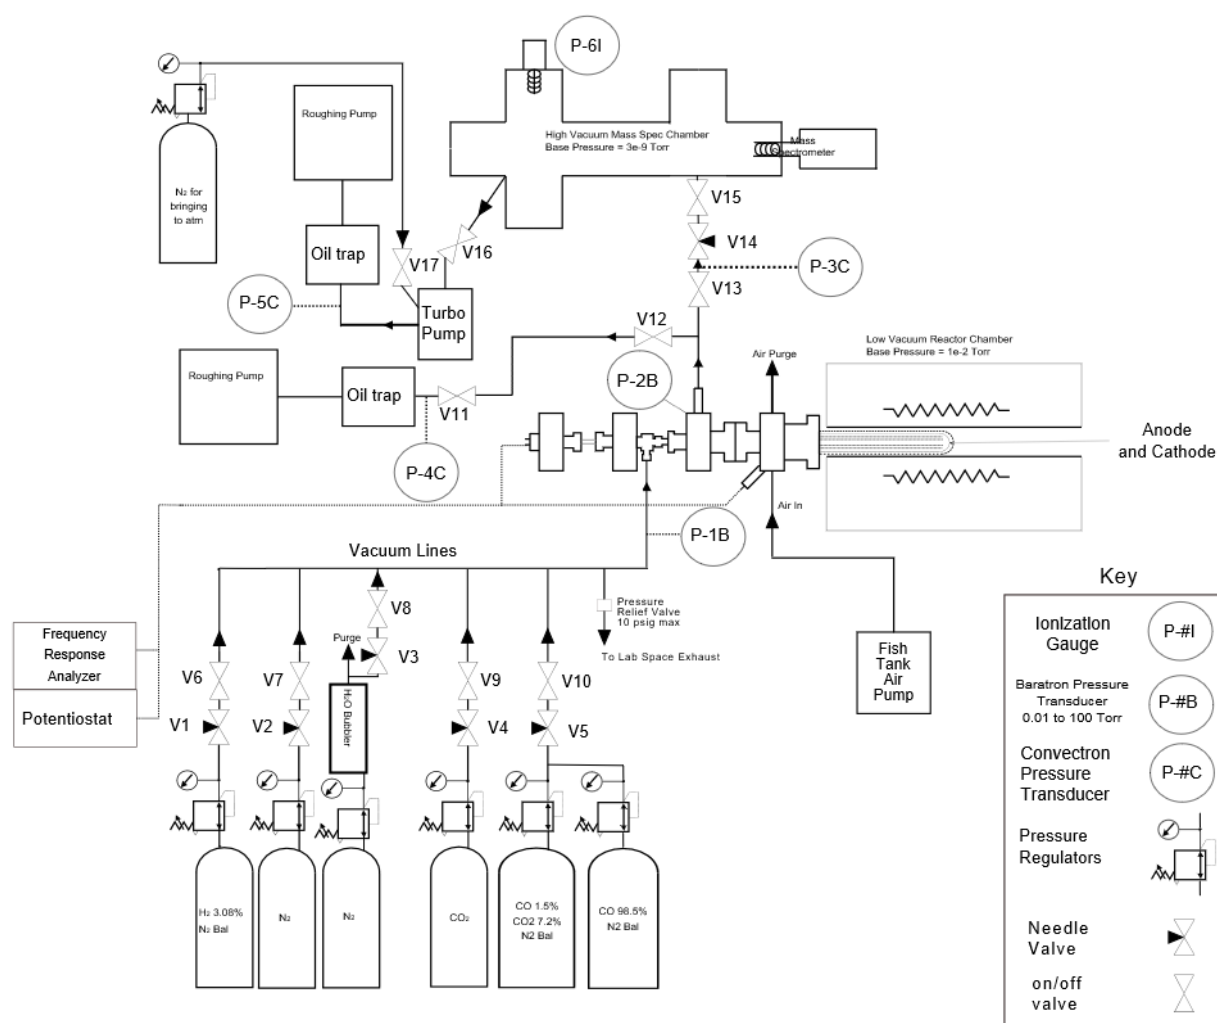 P-6I
Roughing Pump
High Vacuum Mass Spec Chamber
Base Pressure = 3e-9 Torr
Mass
Spectrometer
N₂ for
bringing
to atm
V15
V14
V16
V17
Oil trap
P-3C
V13
P-5C
Turbo
Pump
V12
Low Vacuum Reactor Chamber
Base Pressure = 1e-2 Torr
Air Purge
Roughing Pump
P-2B
Oil trap
V11
Anode
and Cathode
P-4C
Air In
P-1B
Vacuum Lines
Key
V8
Pressure
Relief Valve
10 psig max
Purge
V3
To Lab Space Exhaust
Frequency
Response
Analyzer
Potentiostat
Fish
Tank
Air
Pump
IonIzation
Gauge
P-#I
V6
V7
V9
V10
H₂O Bubbler
Baratron Pressure
Transducer
0.01 to 100 Torr
P-#B
V1
V2
V4
V5
Convectron
Pressure
Transducer
P-#C
Pressure
Regulators
H₂ 3.08%
N₂ Bal
N₂
N₂
CO₂
CO 1.5%
CO2 7.2%
N2 Bal
CO 98.5%
N2 Bal
Needle
Valve
on/off
valve